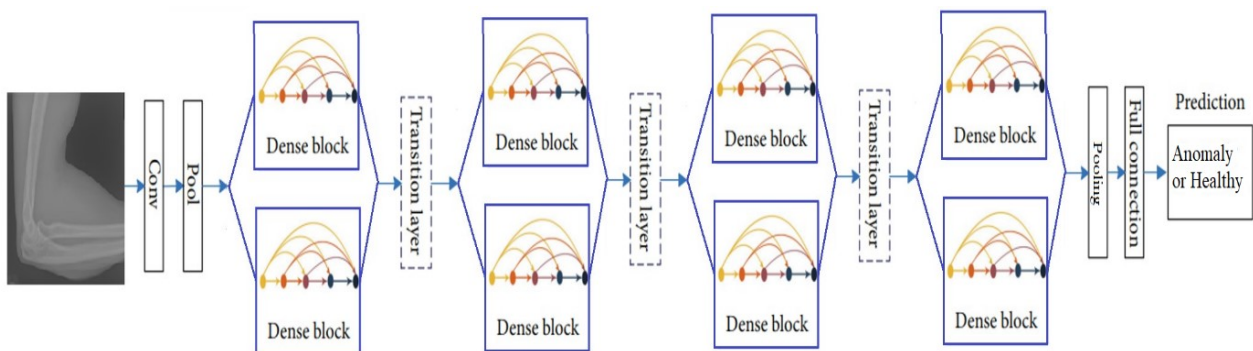 Conv
Pool
Dense block
Dense block
Transition layer
Dense block
Dense block
Transition layer
Dense block
Dense block
Transition layer
Dense block
Dense block
Pooling
Full connection
Prediction
Anomaly
or Healthy